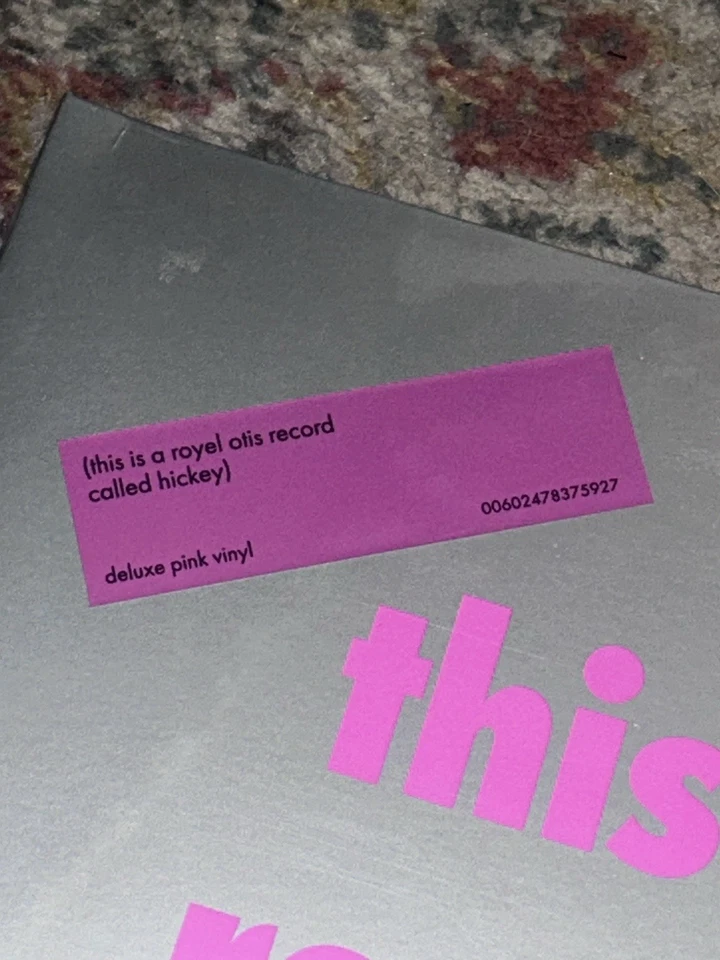 (this is a royel otis record
called hickey)
00602478375927
deluxe pink vinyl
this